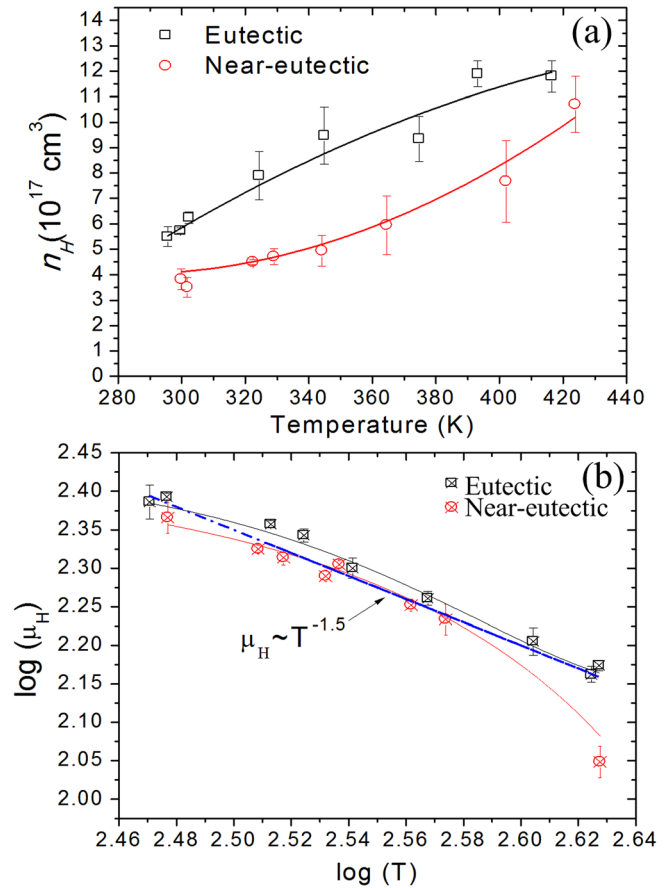 (a)
Eutectic
Near-eutectic
14
13
12
11
10
9
8
7
6
5
4
3
2
1
0
n_H(10^17 cm^3)
280 300 320 340 360 380 400 420 440
Temperature (K)
(b)
Eutectic
Near-eutectic
2.45
2.40
2.35
2.30
2.25
2.20
2.15
2.10
2.05
2.00
log (μ_H)
μ_H~T^-1.5
2.46 2.48 2.50 2.52 2.54 2.56 2.58 2.60 2.62 2.64
log (T)